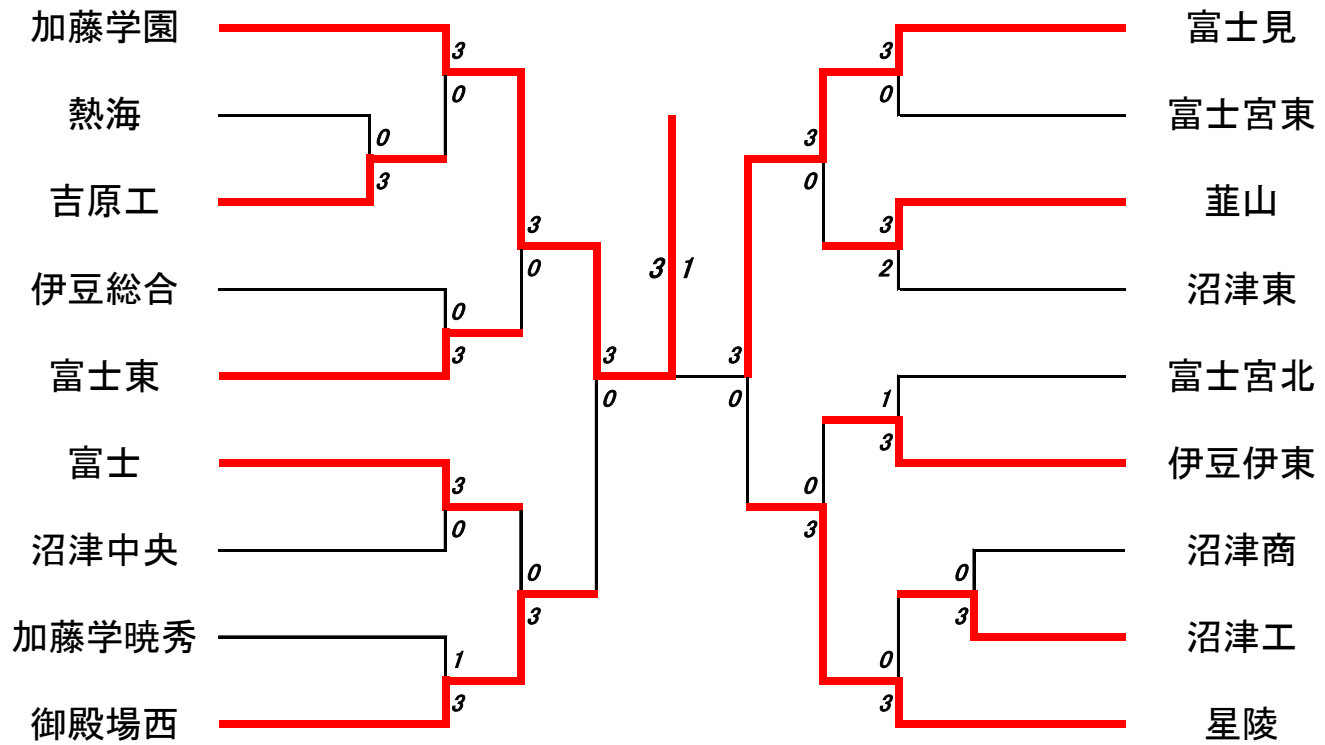 加藤学園
熱海
吉原工
伊豆総合
富士東
富士
沼津中央
加藤学暁秀
御殿場西
3
0
0
3
3
0
0
3
3
0
3
0
0
3
1
3
3 1
3
0
3
0
3
0
3
2
1
3
0
3
0
3
0
3
富士見
富士宮東
韮山
沼津東
富士宮北
伊豆伊東
沼津商
沼津工
星陵